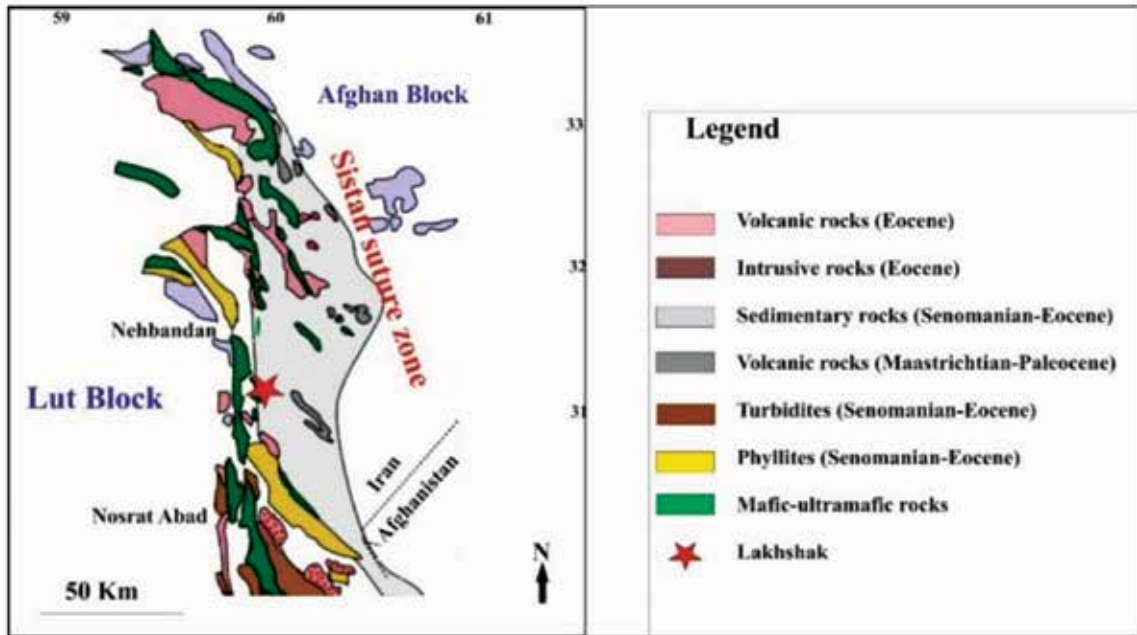 59
60
61
Afghan Block
33
Sistan suture zone
32
Nehbandan
Lut Block
31
Iran
Afghanistan
Nosrat Abad
N
50 Km
Legend
Volcanic rocks (Eocene)
Intrusive rocks (Eocene)
Sedimentary rocks (Senomanian-Eocene)
Volcanic rocks (Maastrichtian-Paleocene)
Turbidites (Senomanian-Eocene)
Phyllites (Senomanian-Eocene)
Mafic-ultramafic rocks
Lakhshak